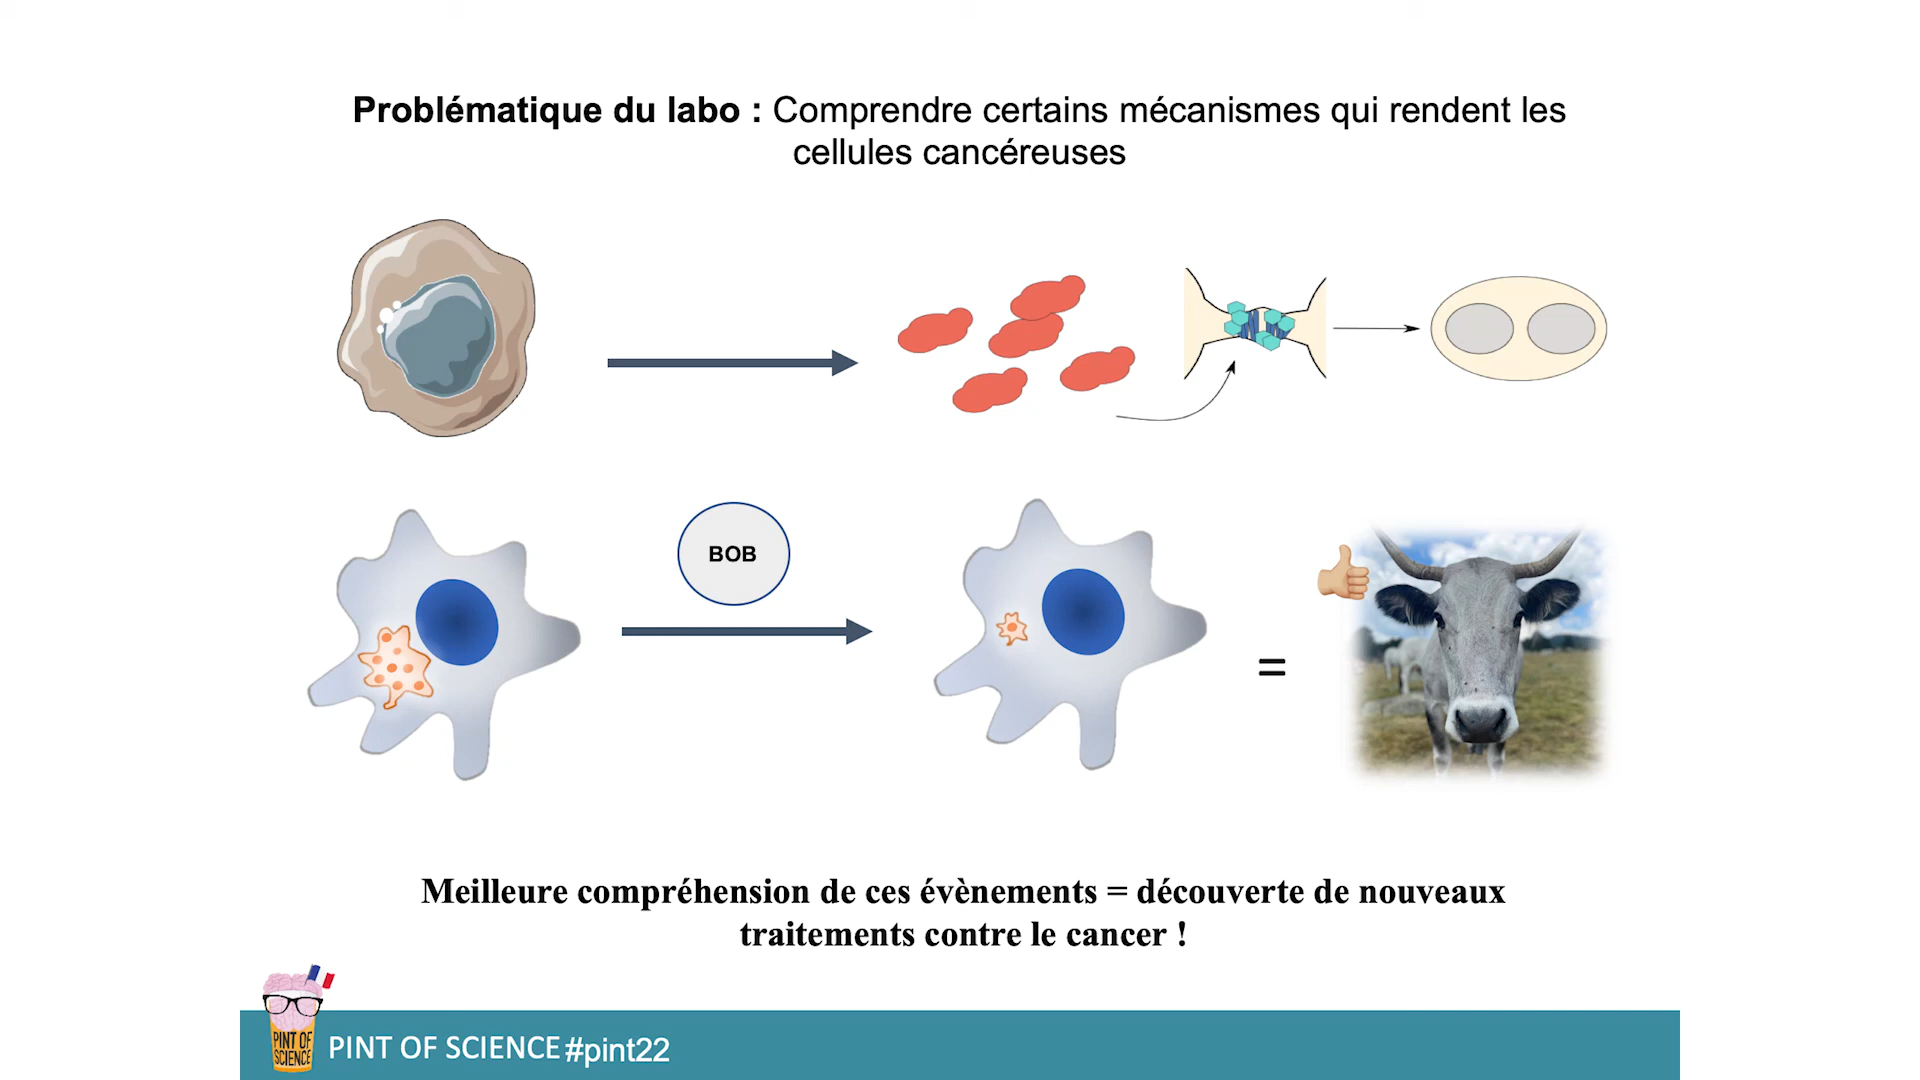 Problématique du labo : Comprendre certains mécanismes qui rendent les
cellules cancéreuses
BOB
=
Meilleure compréhension de ces évènements = découverte de nouveaux
traitements contre le cancer !
PINT OF
SCIENCE
PINT OF SCIENCE #pint22